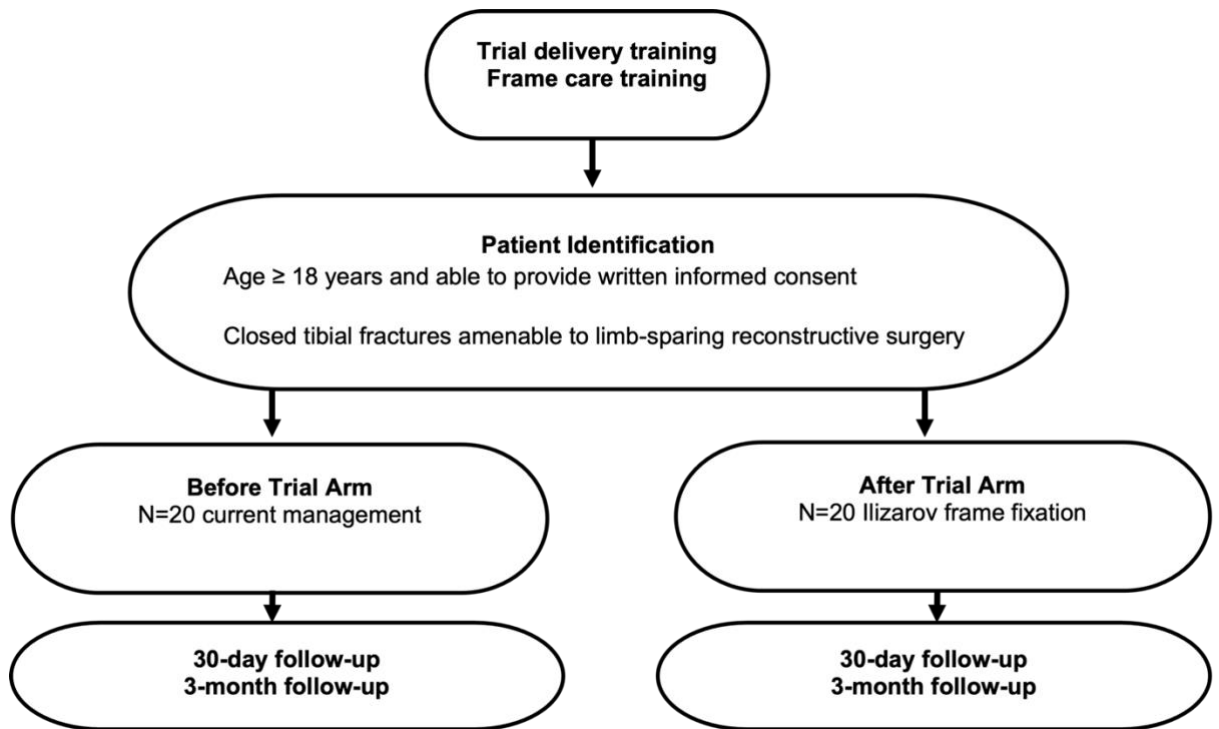 Trial delivery training
Frame care training
Patient Identification
Age ≥ 18 years and able to provide written informed consent
Closed tibial fractures amenable to limb-sparing reconstructive surgery
Before Trial Arm
N=20 current management
After Trial Arm
N=20 Ilizarov frame fixation
30-day follow-up
3-month follow-up
30-day follow-up
3-month follow-up